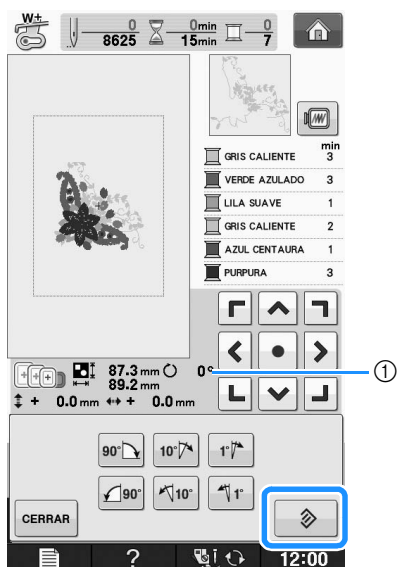 W+
0 0min 0
8625 15min 7
min
GRIS CALIENTE 3
VERDE AZULADO 3
LILA SUAVE 1
GRIS CALIENTE 2
AZUL CENTAURA 1
PURPURA 3
87.3 mm 0°
89.2 mm
+ 0.0 mm + 0.0 mm
①
90° 10° 1°
90° 10° 1°
CERRAR
? 12:00